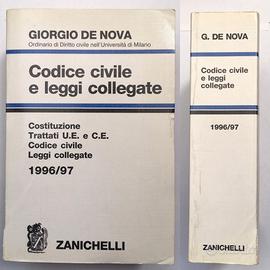 GIORGIO DE NOVA
Ordinario di Diritto civile nell'Università di Milano
Codice civile
e leggi collegate
Costituzione
Trattati U.E. e C.E.
Codice civile
Leggi collegate
1996/97
ZANICHELLI
G. DE NOVA
Codice civile
e leggi
collegate
1996/97
ZANICHELLI